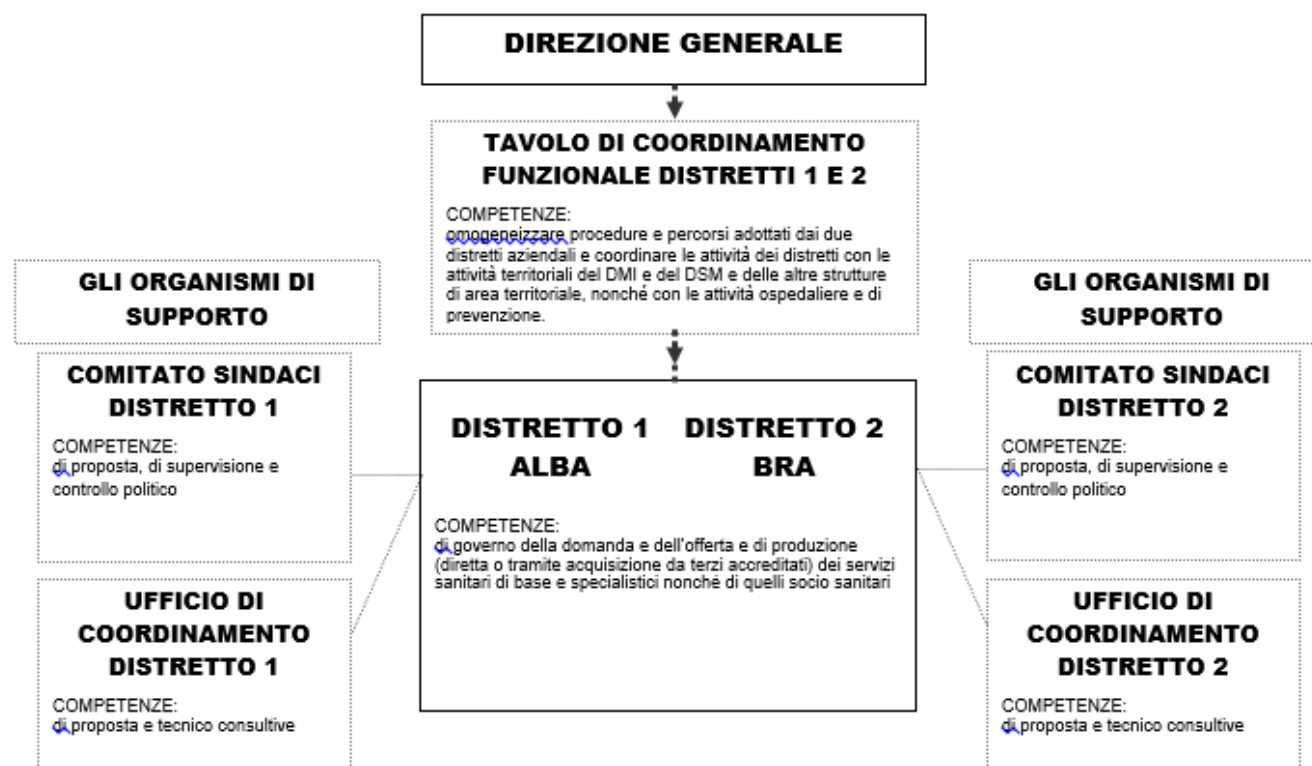 DIREZIONE GENERALE
TAVOLO DI COORDINAMENTO
FUNZIONALE DISTRETTI 1 E 2
COMPETENZE:
omogeneizzare procedure e percorsi adottati dai due
distretti aziendali e coordinare le attività dei distretti con le
attività territoriali del DMI e del DSM e delle altre strutture
di area territoriale, nonché con le attività ospedaliere e di
prevenzione.
GLI ORGANISMI DI
SUPPORTO
COMITATO SINDACI
DISTRETTO 1
COMPETENZE:
di proposta, di supervisione e
controllo politico
UFFICIO DI
COORDINAMENTO
DISTRETTO 1
COMPETENZE:
di proposta e tecnico consultive
DISTRETTO 1 DISTRETTO 2
ALBA BRA
COMPETENZE:
di governo della domanda e dell'offerta e di produzione
(diretta o tramite acquisizione da terzi accreditati) dei servizi
sanitari di base e specialistici nonché di quelli socio sanitari
GLI ORGANISMI DI
SUPPORTO
COMITATO SINDACI
DISTRETTO 2
COMPETENZE:
di proposta, di supervisione e
controllo politico
UFFICIO DI
COORDINAMENTO
DISTRETTO 2
COMPETENZE:
di proposta e tecnico consultive